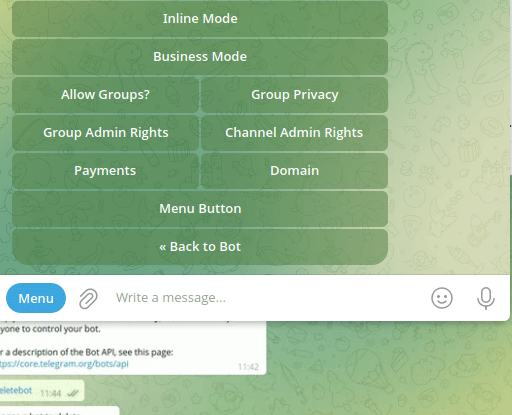 Inline Mode
Business Mode
Allow Groups? Group Privacy
Group Admin Rights Channel Admin Rights
Payments Domain
Menu Button
« Back to Bot
Menu Write a message...
yone to control your bot.
r a description of the Bot API, see this page:
tps://core.telegram.org/bots/api
11:42
eletebot 11:44